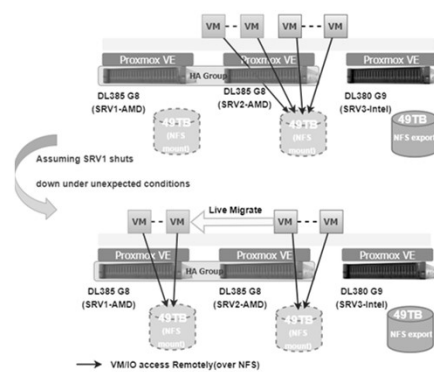 VM VM VM VM
Proxmox VE Proxmox VE Proxmox VE
HA Group
DL385 G8 DL385 G8 DL380 G9
(SRV1-AMD) (SRV2-AMD) (SRV3-Intel)
49TB 49TB 49TB
(NFS (NFS NFS export
mount) mount)
Assuming SRV1 shuts
down under unexpected conditions
Live Migrate
VM VM VM VM
Proxmox VE Proxmox VE Proxmox VE
HA Group
DL385 G8 DL385 G8 DL380 G9
(SRV1-AMD) (SRV2-AMD) (SRV3-Intel)
49TB 49TB 49TB
(NFS (NFS NFS export
mount) mount)
VM/IO access Remotely(over NFS)